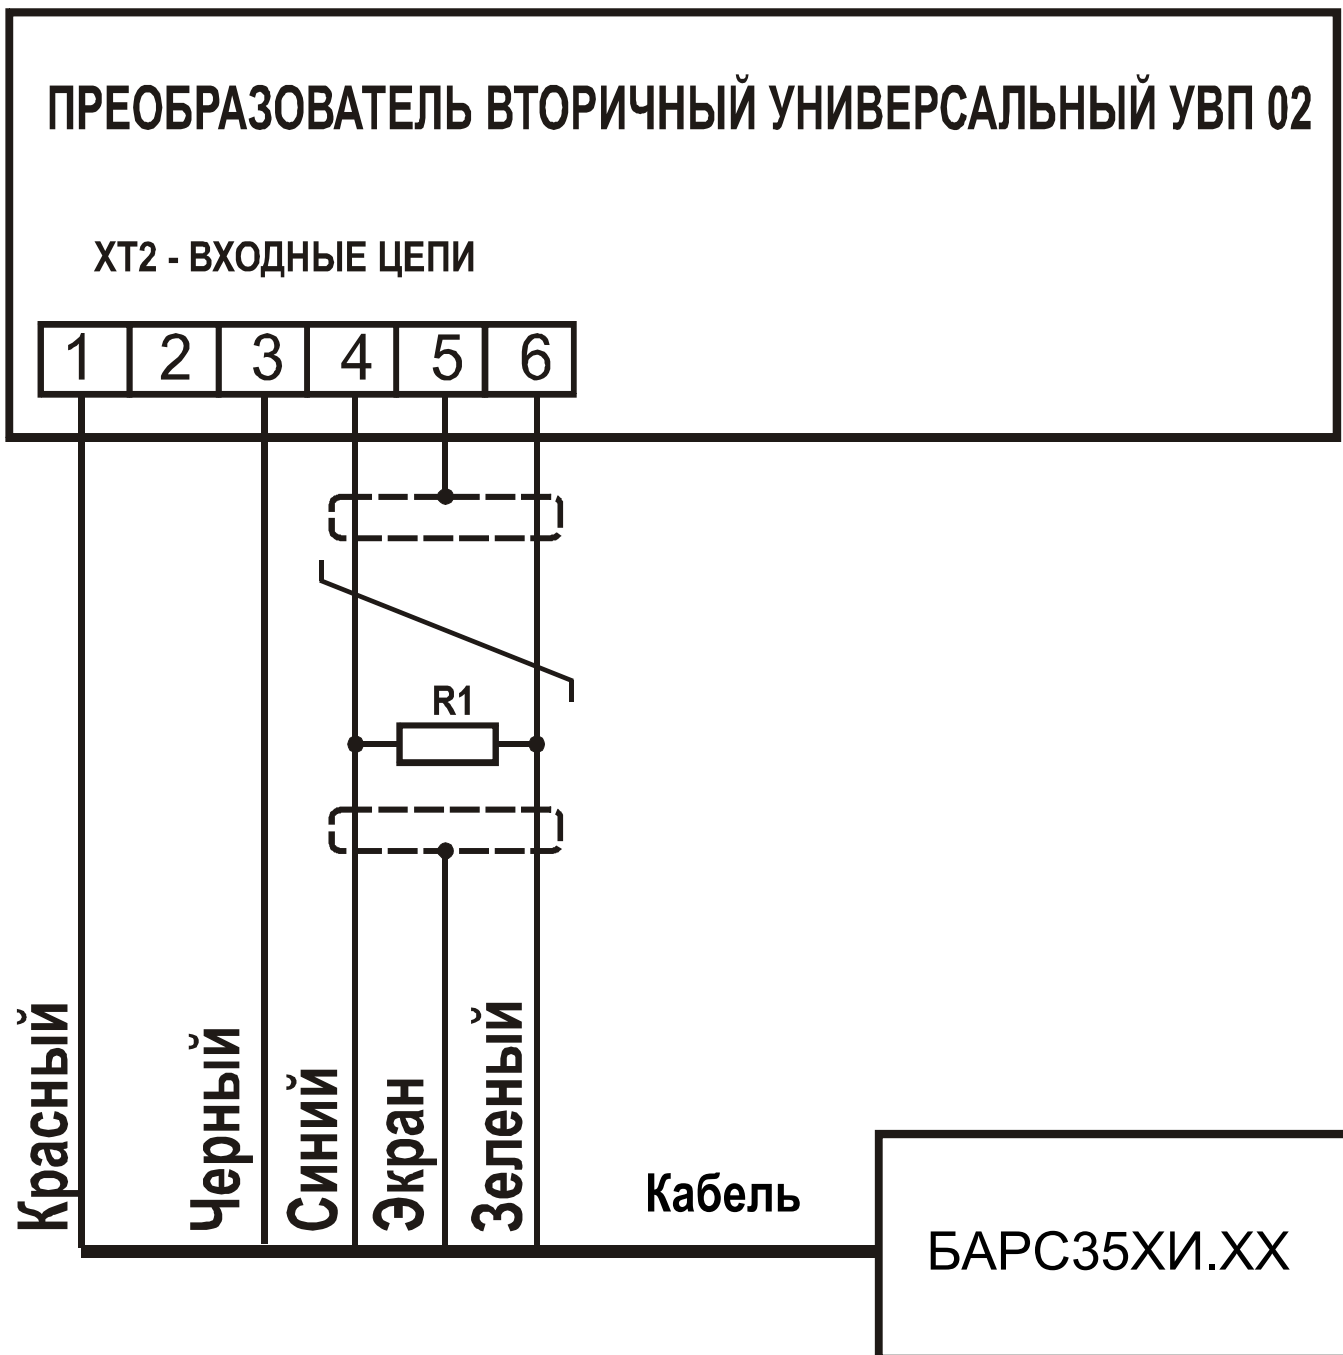 ПРЕОБРАЗОВАТЕЛЬ ВТОРИЧНЫЙ УНИВЕРСАЛЬНЫЙ УВП 02
ХТ2 - ВХОДНЫЕ ЦЕПИ
1 2 3 4 5 6
R1
Красный
Черный
Синий
Экран
Зеленый
Кабель
БАРС35ХИ.ХХ